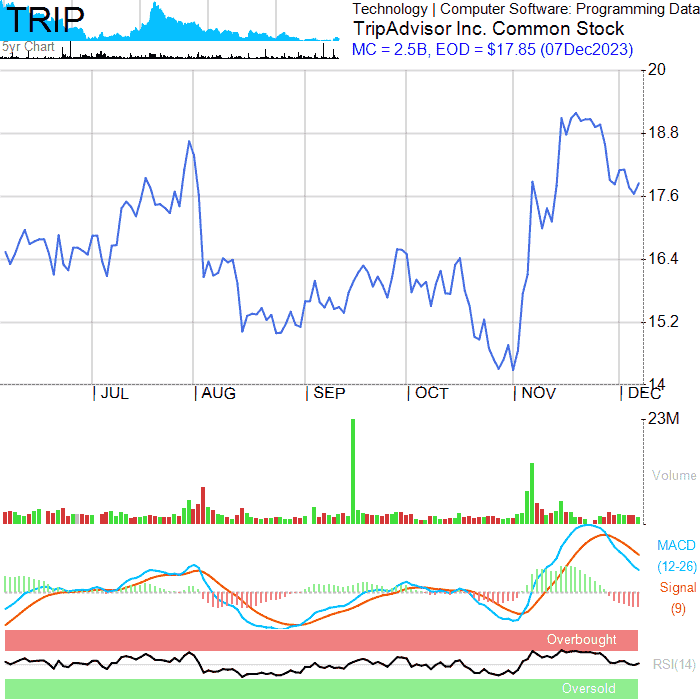 TRIP
5yr Chart
Technology | Computer Software: Programming Data
TripAdvisor Inc. Common Stock
MC = 2.5B, EOD = $17.85 (07Dec2023)
20
18.8
17.6
16.4
15.2
14
JUL AUG SEP OCT NOV DEC
23M
Volume
MACD
(12-26)
Signal
(9)
Overbought
RSI(14)
Oversold